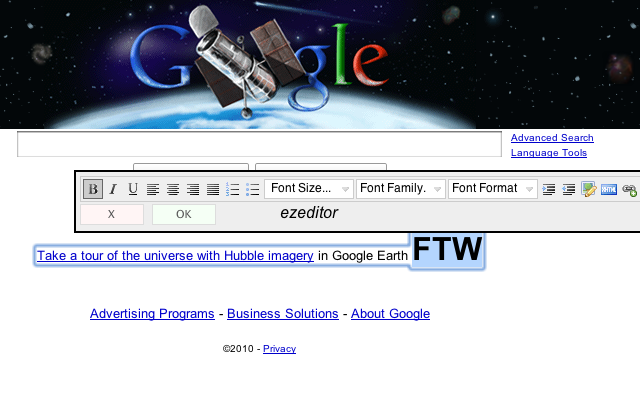 Google
Advanced Search
Language Tools
B I U Font Size... Font Family. Font Format HTML
X OK ezeditor
Take a tour of the universe with Hubble imagery in Google Earth FTW
Advertising Programs - Business Solutions - About Google
©2010 - Privacy